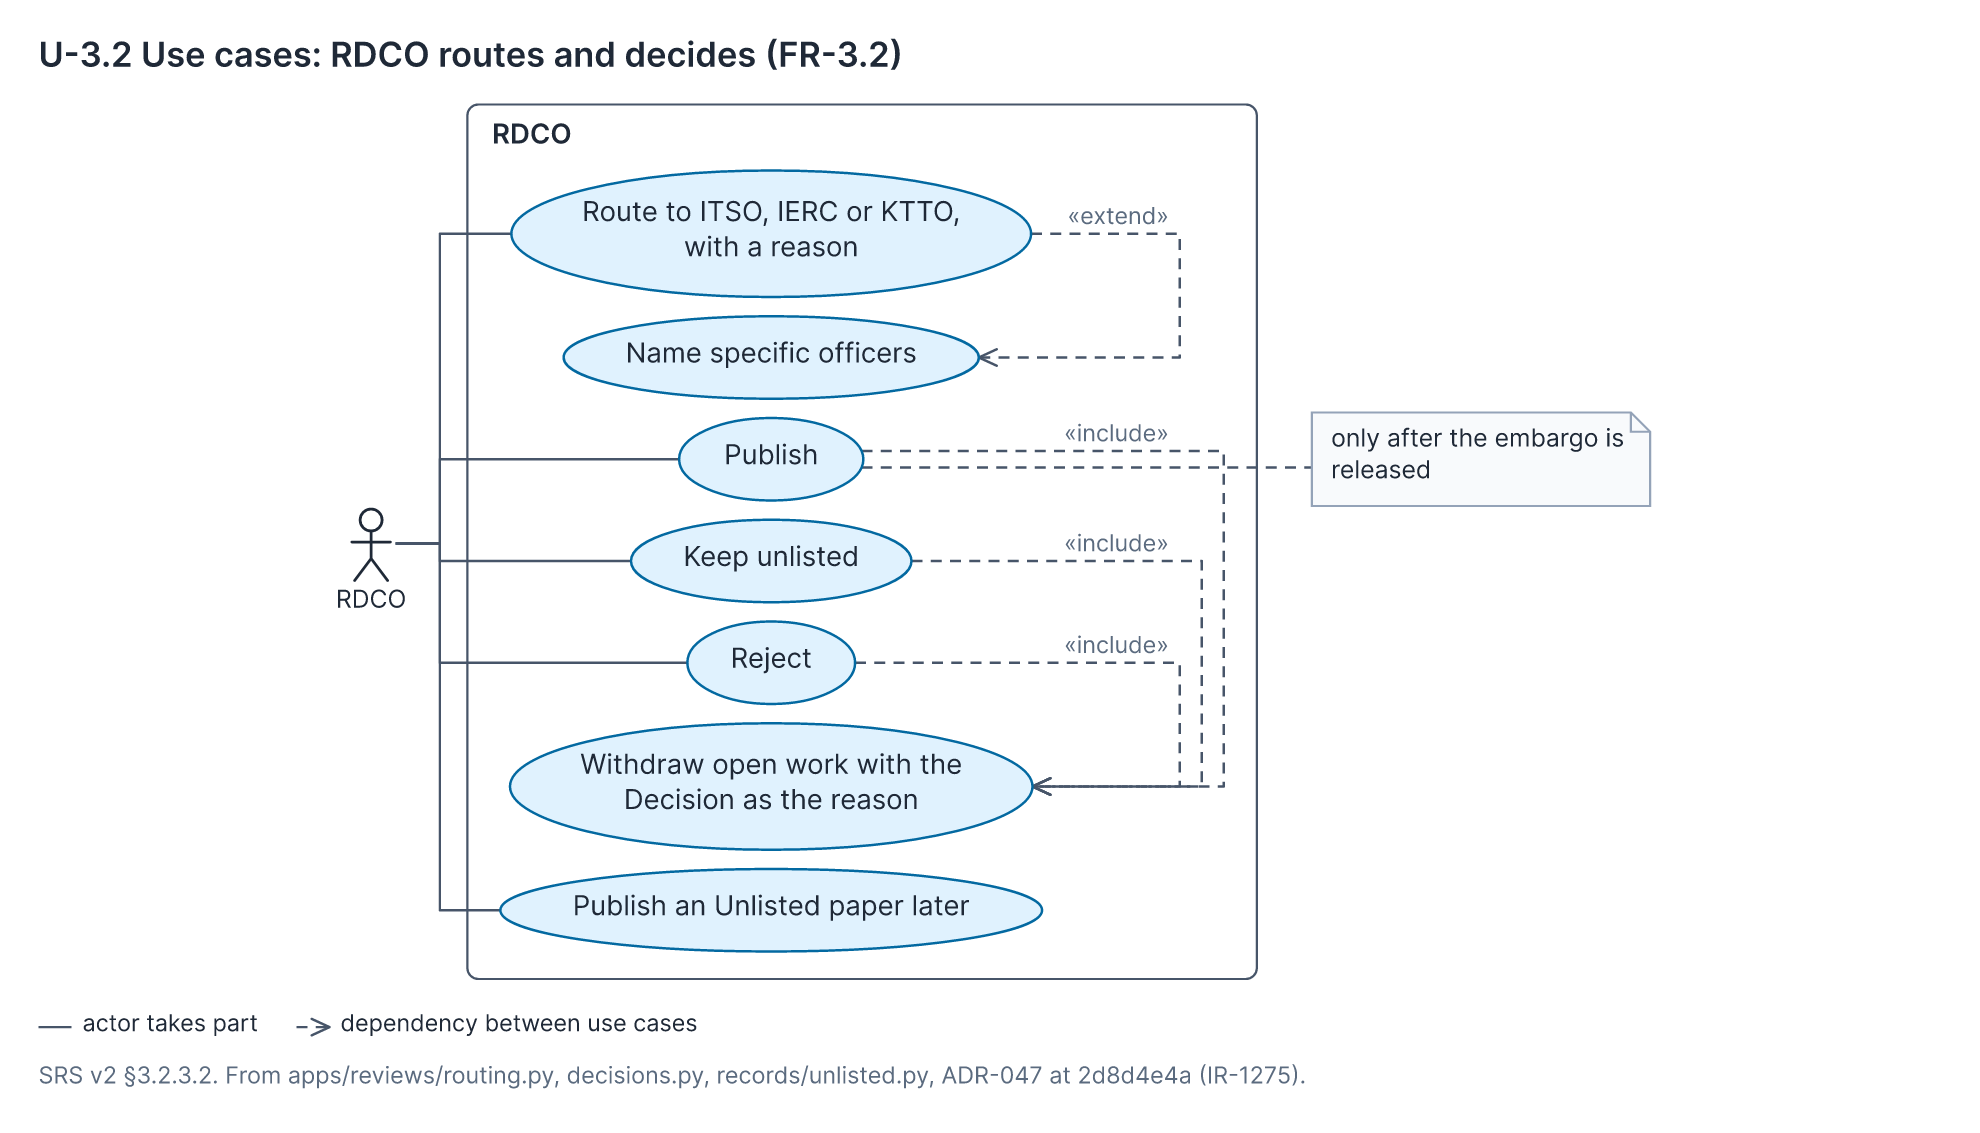 U-3.2 Use cases: RDCO routes and decides (FR-3.2)
RDCO
Route to ITSO, IERC or KTTO,
with a reason
«extend»
Name specific officers
Publish
«include»
only after the embargo is
released
Keep unlisted
«include»
RDCO
Reject
«include»
Withdraw open work with the
Decision as the reason
Publish an Unlisted paper later
actor takes part
dependency between use cases
SRS v2 §3.2.3.2. From apps/reviews/routing.py, decisions.py, records/unlisted.py, ADR-047 at 2d8d4e4a (IR-1275).